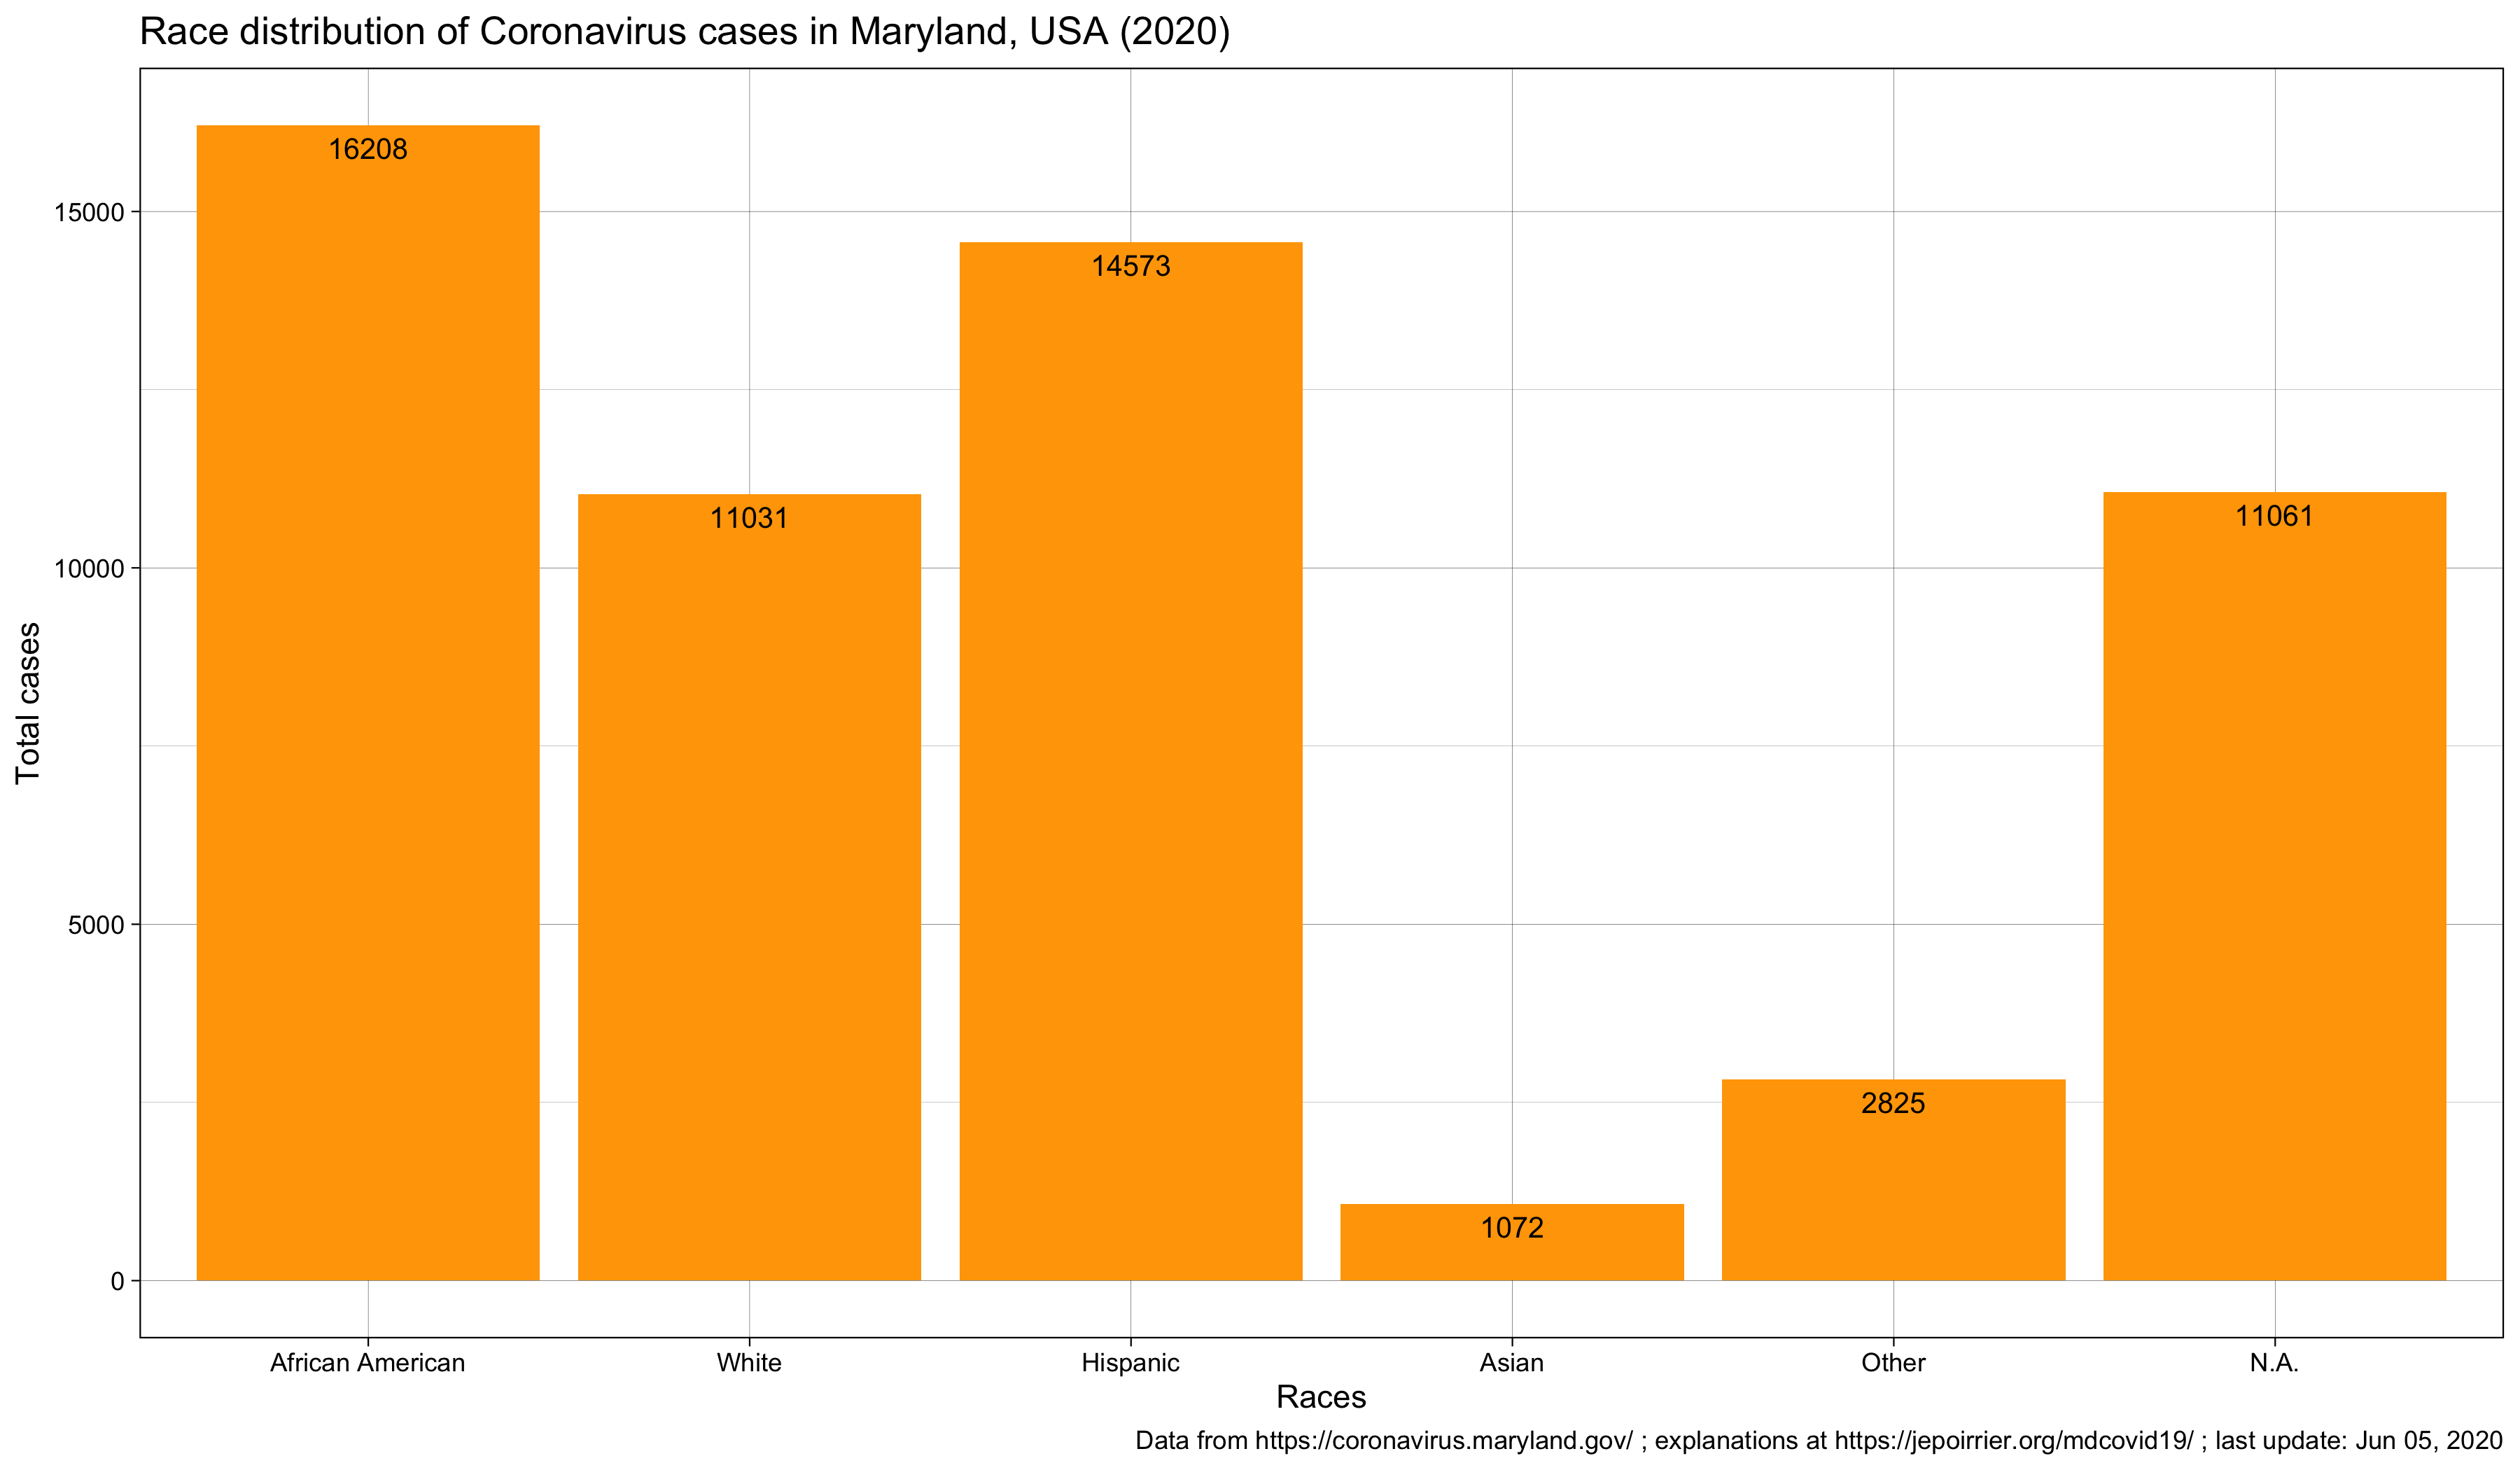 Race distribution of Coronavirus cases in Maryland, USA (2020)
16208
15000
14573
11031
11061
10000
Total cases
5000
2825
1072
0
African American White Hispanic Asian Other N.A.
Races
Data from https://coronavirus.maryland.gov/ ; explanations at https://jepoirrier.org/mdcovid19/ ; last update: Jun 05, 2020